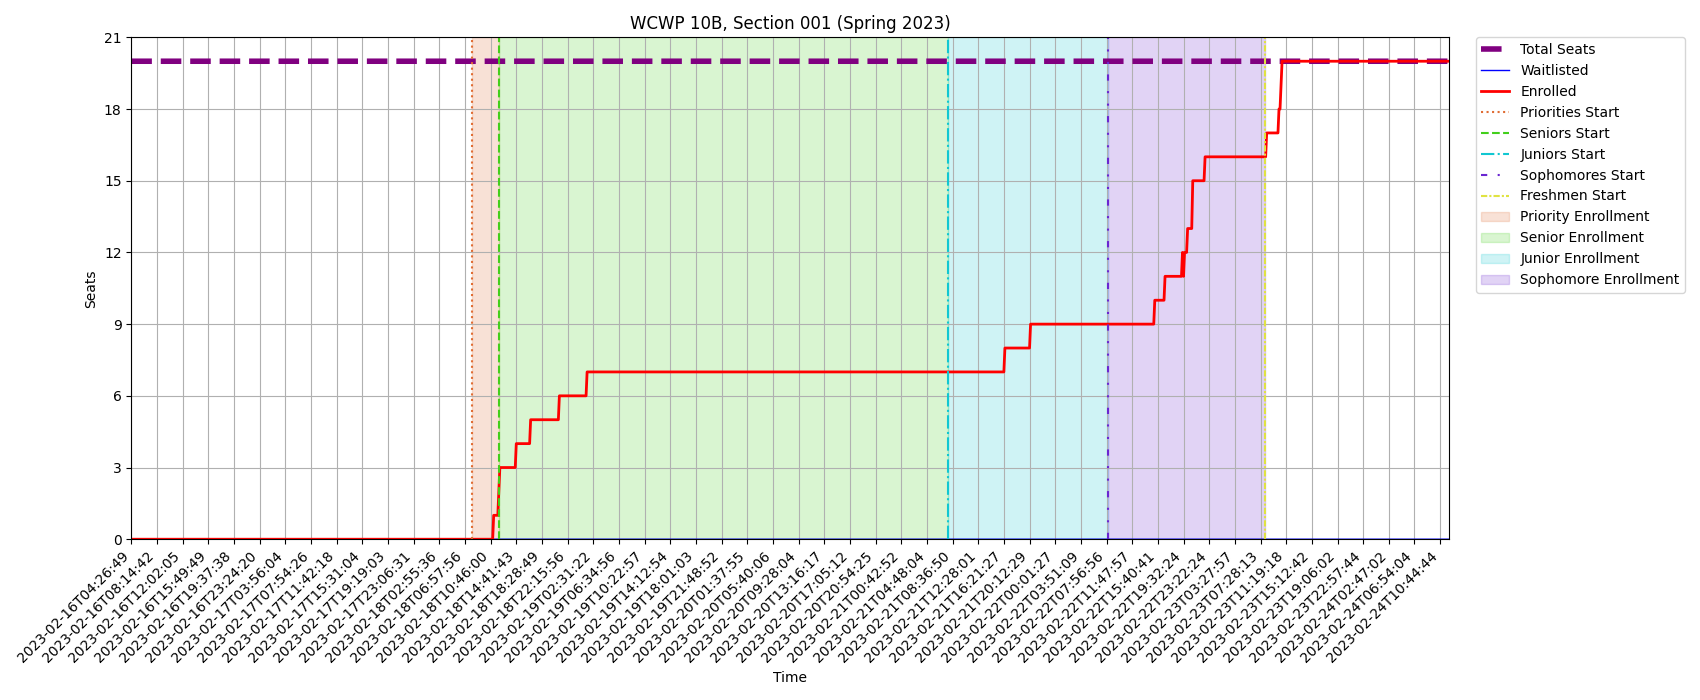 WCWP 10B, Section 001 (Spring 2023)
21
18
15
12
9
6
3
0
Seats
2023-02-16T04:26:49
2023-02-16T08:14:42
2023-02-16T12:02:05
2023-02-16T15:49:49
2023-02-16T19:37:38
2023-02-16T23:24:20
2023-02-17T03:56:04
2023-02-17T07:54:26
2023-02-17T11:42:18
2023-02-17T15:31:04
2023-02-17T19:19:03
2023-02-17T23:06:31
2023-02-18T02:55:36
2023-02-18T06:57:56
2023-02-18T10:46:00
2023-02-18T14:41:43
2023-02-18T18:28:49
2023-02-18T22:15:56
2023-02-19T02:31:22
2023-02-19T06:34:56
2023-02-19T10:22:57
2023-02-19T14:12:54
2023-02-19T18:01:03
2023-02-19T21:48:52
2023-02-20T01:37:55
2023-02-20T05:40:06
2023-02-20T09:28:04
2023-02-20T13:16:17
2023-02-20T17:05:12
2023-02-20T20:54:25
2023-02-21T00:42:52
2023-02-21T04:48:04
2023-02-21T08:36:50
2023-02-21T12:28:01
2023-02-21T16:21:27
2023-02-21T20:12:29
2023-02-22T00:01:27
2023-02-22T03:51:09
2023-02-22T07:56:56
2023-02-22T11:47:57
2023-02-22T15:40:41
2023-02-22T19:32:24
2023-02-22T23:22:24
2023-02-23T03:27:57
2023-02-23T07:28:13
2023-02-23T11:19:18
2023-02-23T15:12:42
2023-02-23T19:06:02
2023-02-23T22:57:44
2023-02-24T02:47:02
2023-02-24T06:54:04
2023-02-24T10:44:44
Time
Total Seats
Waitlisted
Enrolled
Priorities Start
Seniors Start
Juniors Start
Sophomores Start
Freshmen Start
Priority Enrollment
Senior Enrollment
Junior Enrollment
Sophomore Enrollment